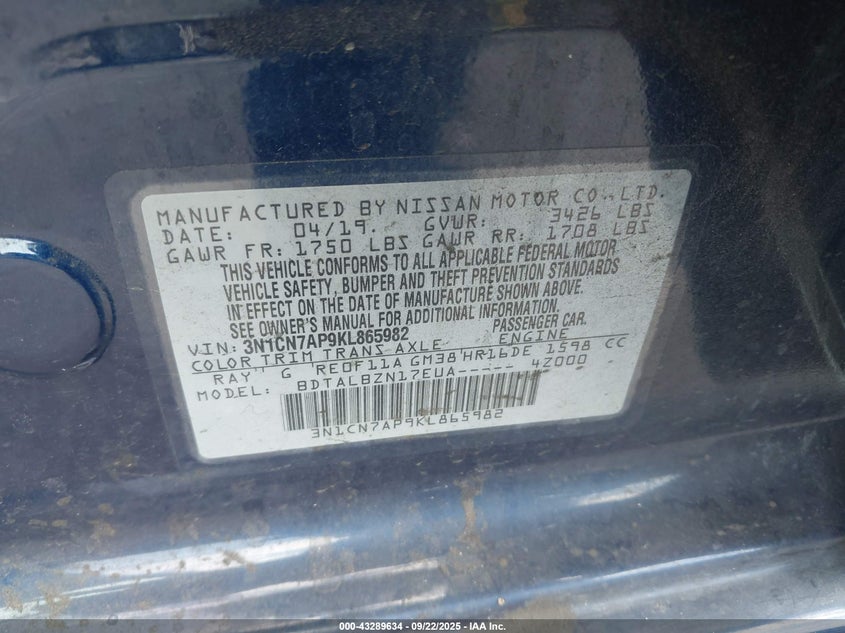 MANUFACTURED BY NISSAN MOTOR CO.,LTD.
DATE: 04/19. GVWR: 3426 LBS
GAWR FR: 1750 LBS GAWR RR: 1708 LBS
THIS VEHICLE CONFORMS TO ALL APPLICABLE FEDERAL MOTOR
VEHICLE SAFETY, BUMPER AND THEFT PREVENTION STANDARDS
IN EFFECT ON THE DATE OF MANUFACTURE SHOWN ABOVE.
SEE OWNER'S MANUAL FOR ADDITIONAL INFORMATION.
VIN: 3N1CN7AP9KL865982 PASSENGER CAR.
COLOR TRIM TRANS AXLE ENGINE
RAY G RE0F11A GM38 HR16DE 1598 CC
MODEL: BDTALBZN17EUA----- 42000
3N1CN7AP9KL865982
000-43289634 - 09/22/2025 - IAA Inc.